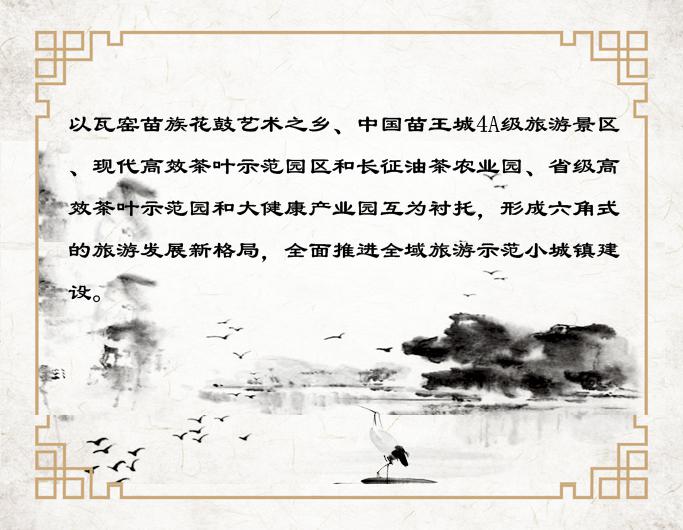 以瓦窑苗族花鼓艺术之乡、中国苗王城4A级旅游景区
、现代高效茶叶示范园区和长征油茶农业园、省级高
效茶叶示范园和大健康产业园互为衬托，形成六角式
的旅游发展新格局，全面推进全域旅游示范小城镇建
设。